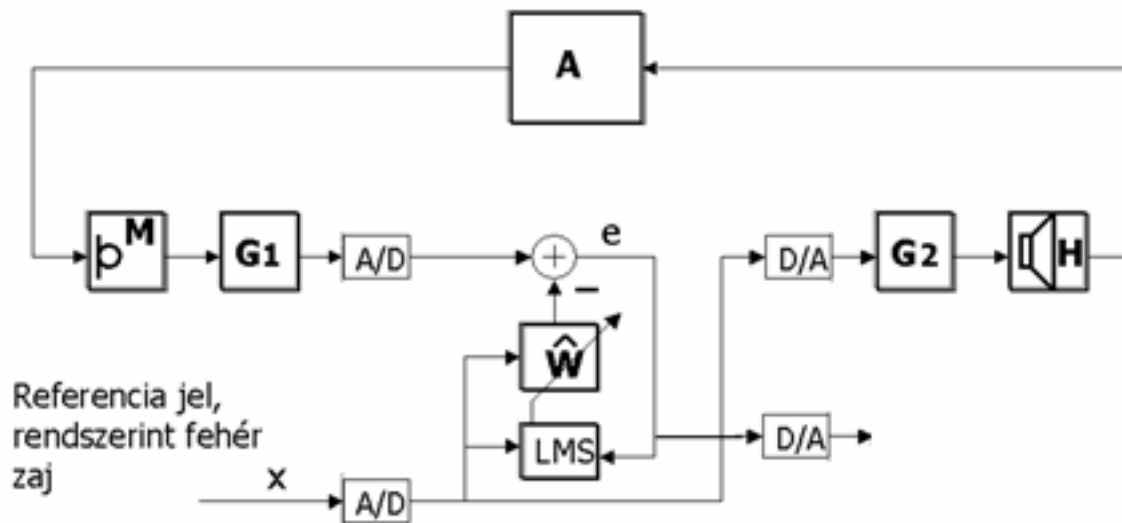 A
M
G1
A/D
+
e
D/A
G2
H
−
Ŵ
Referencia jel,
rendszerint fehér
zaj
LMS
D/A
x
A/D